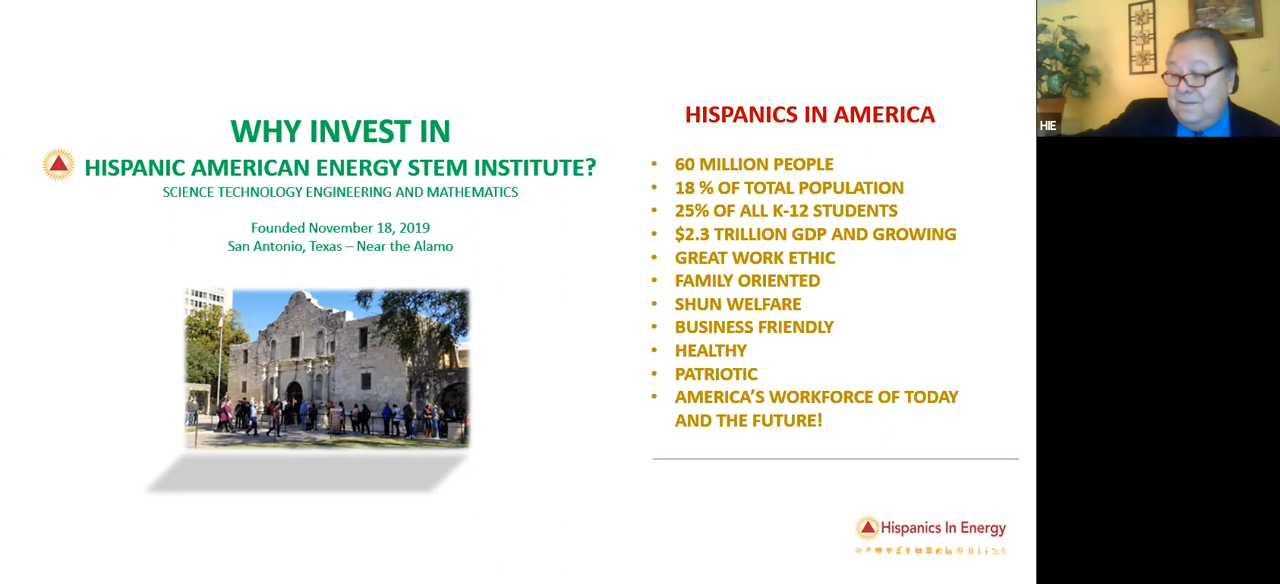 WHY INVEST IN
HISPANIC AMERICAN ENERGY STEM INSTITUTE?
SCIENCE TECHNOLOGY ENGINEERING AND MATHEMATICS
Founded November 18, 2019
San Antonio, Texas – Near the Alamo
HISPANICS IN AMERICA
• 60 MILLION PEOPLE
• 18 % OF TOTAL POPULATION
• 25% OF ALL K-12 STUDENTS
• $2.3 TRILLION GDP AND GROWING
• GREAT WORK ETHIC
• FAMILY ORIENTED
• SHUN WELFARE
• BUSINESS FRIENDLY
• HEALTHY
• PATRIOTIC
• AMERICA’S WORKFORCE OF TODAY
AND THE FUTURE!
Hispanics In Energy
HIE